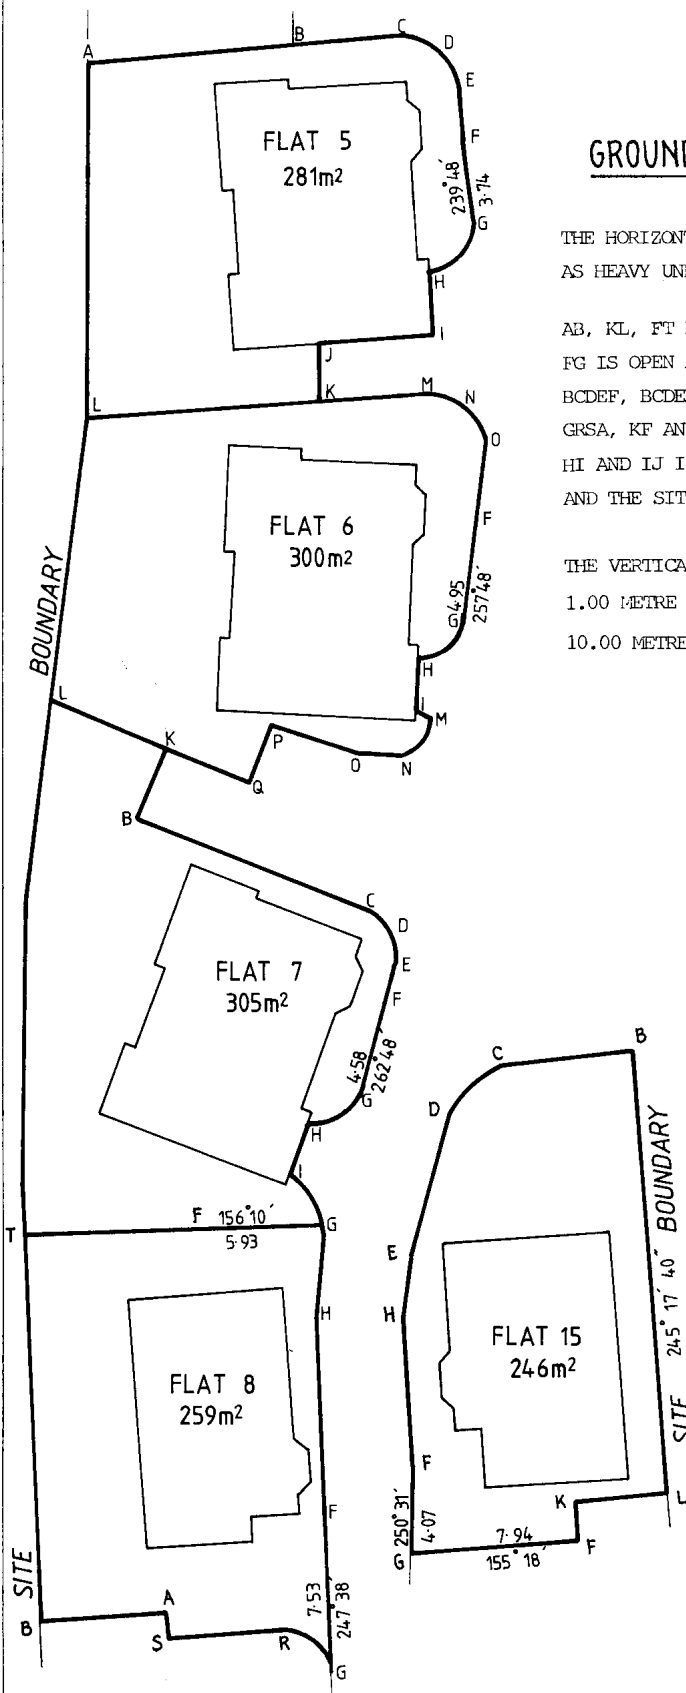 A
B
C
D
E
FLAT 5
281m²
F
239°48′
3·74
G
H
I
J
K
L
GROUND
THE HORIZONT
AS HEAVY UN
AB, KL, FT
FG IS OPEN
BCDEF, BCDE
GRSA, KF AN
HI AND IJ I
AND THE SIT
THE VERTICA
1.00 METRE
10.00 METRE
M
N
O
FLAT 6
300m²
F
BOUNDARY
G
4·95
257°48′
H
I
M
L
K
P
O
N
Q
B
C
D
E
FLAT 7
305m²
F
4·58
262°48′
G
H
I
T
F
156°10′
5·93
G
H
FLAT 8
259m²
F
7·53
247°38′
SITE
B
A
S
R
G
B
C
D
BOUNDARY
E
H
FLAT 15
246m²
245°17′40″
SITE
F
K
L
250°31′
4·07
G
7·94
155°18′
F